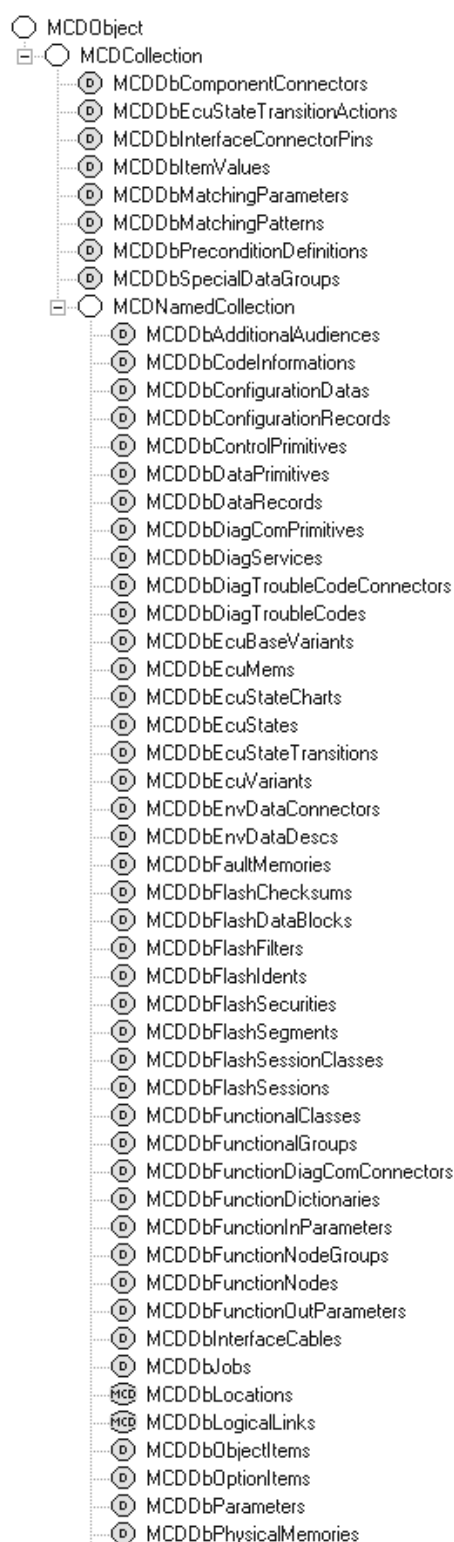 MCDObject
MCDCollection
D MCDDbComponentConnectors
D MCDDbEcuStateTransitionActions
D MCDDbInterfaceConnectorPins
D MCDDbItemValues
D MCDDbMatchingParameters
D MCDDbMatchingPatterns
D MCDDbPreconditionDefinitions
D MCDDbSpecialDataGroups
MCDNamedCollection
D MCDDbAdditionalAudiences
D MCDDbCodeInformations
D MCDDbConfigurationDatas
D MCDDbConfigurationRecords
D MCDDbControlPrimitives
D MCDDbDataPrimitives
D MCDDbDataRecords
D MCDDbDiagComPrimitives
D MCDDbDiagServices
D MCDDbDiagTroubleCodeConnectors
D MCDDbDiagTroubleCodes
D MCDDbEcuBaseVariants
D MCDDbEcuMems
D MCDDbEcuStateCharts
D MCDDbEcuStates
D MCDDbEcuStateTransitions
D MCDDbEcuVariants
D MCDDbEnvDataConnectors
D MCDDbEnvDataDescs
D MCDDbFaultMemories
D MCDDbFlashChecksums
D MCDDbFlashDataBlocks
D MCDDbFlashFilters
D MCDDbFlashIdents
D MCDDbFlashSecurities
D MCDDbFlashSegments
D MCDDbFlashSessionClasses
D MCDDbFlashSessions
D MCDDbFunctionalClasses
D MCDDbFunctionalGroups
D MCDDbFunctionDiagComConnectors
D MCDDbFunctionDictionaries
D MCDDbFunctionInParameters
D MCDDbFunctionNodeGroups
D MCDDbFunctionNodes
D MCDDbFunctionOutParameters
D MCDDbInterfaceCables
D MCDDbJobs
MCD MCDDbLocations
MCD MCDDbLogicalLinks
D MCDDbObjectItems
D MCDDbOptionItems
D MCDDbParameters
D MCDDbPhysicalMemories